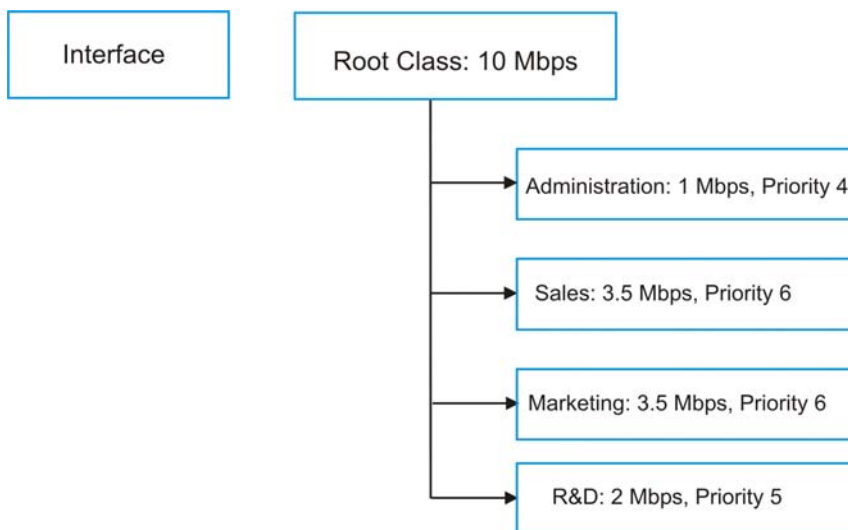 Interface
Root Class: 10 Mbps
Administration: 1 Mbps, Priority 4
Sales: 3.5 Mbps, Priority 6
Marketing: 3.5 Mbps, Priority 6
R&D: 2 Mbps, Priority 5